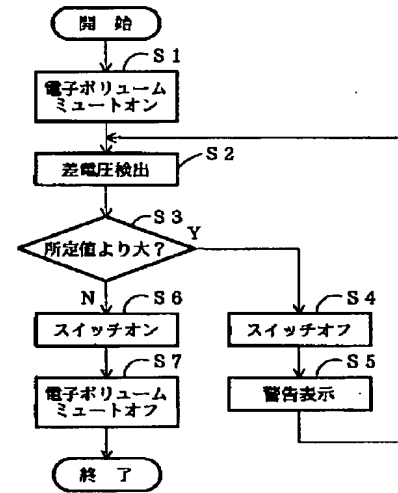 開 始
S1
電子ボリューム
ミュートオン
S2
差電圧検出
S3
所定値より大?
Y
N
S6
スイッチオン
S4
スイッチオフ
S7
電子ボリューム
ミュートオフ
S5
警告表示
終 了